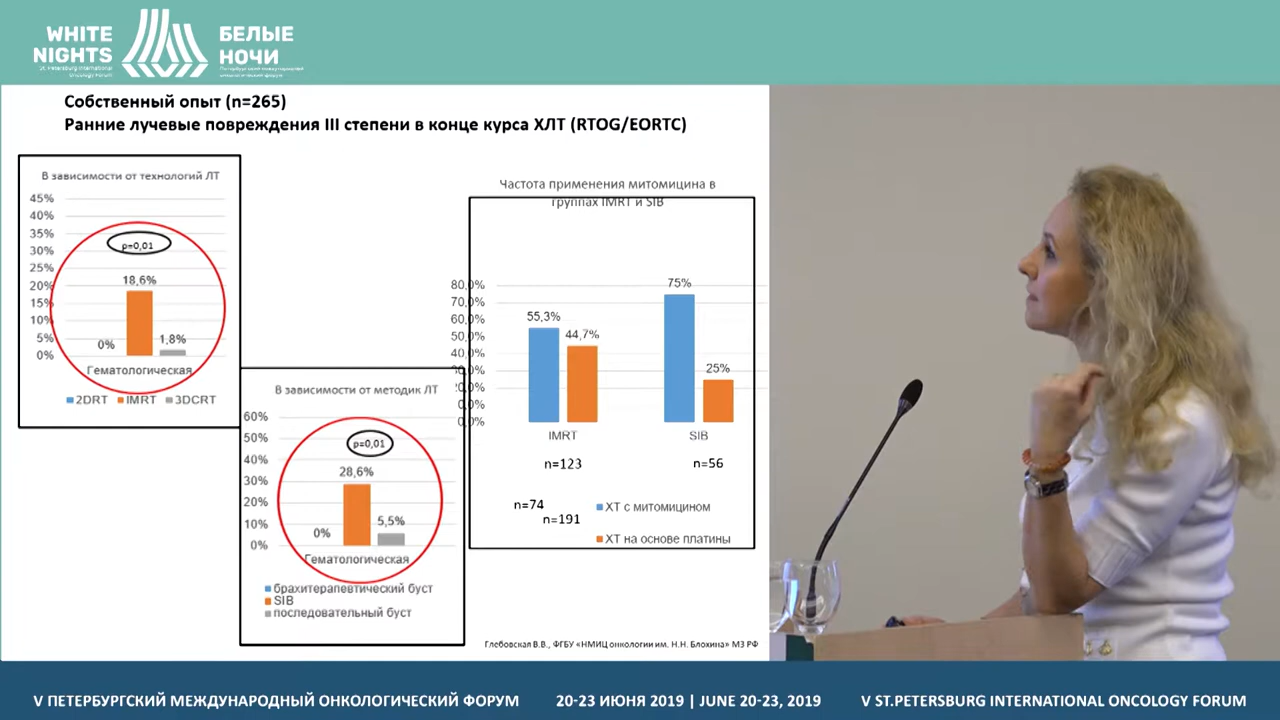 WHITE
NIGHTS
St. Petersburg International
Oncology Forum
БЕЛЫЕ
НОЧИ
Петербургский международный
онкологический форум
Собственный опыт (n=265)
Ранние лучевые повреждения III степени в конце курса ХЛТ (RTOG/EORTC)
В зависимости от технологий ЛТ
45%
40%
35%
30%
25%
20%
15%
10%
5%
0%
p=0,01
0%
18,6%
1,8%
Гематологическая
2DRT IMRT 3DCRT
В зависимости от методик ЛТ
60%
50%
40%
30%
20%
10%
0%
p=0,01
0%
28,6%
5,5%
Гематологическая
брахитерапевтический буст
SIB
последовательный буст
Частота применения митомицина в
группах IMRT и SIB
80,0%
70,0%
60,0%
50,0%
40,0%
0,0%
0,0%
0,0%
0,0%
55,3%
44,7%
75%
25%
IMRT
SIB
n=123
n=56
n=74
n=191
ХТ с митомицином
ХТ на основе платины
Глебовская В.В., ФГБУ «НМИЦ онкологии им. Н.Н. Блохина» МЗ РФ
V ПЕТЕРБУРГСКИЙ МЕЖДУНАРОДНЫЙ ОНКОЛОГИЧЕСКИЙ ФОРУМ
20-23 ИЮНЯ 2019 | JUNE 20-23, 2019
V ST.PETERSBURG INTERNATIONAL ONCOLOGY FORUM